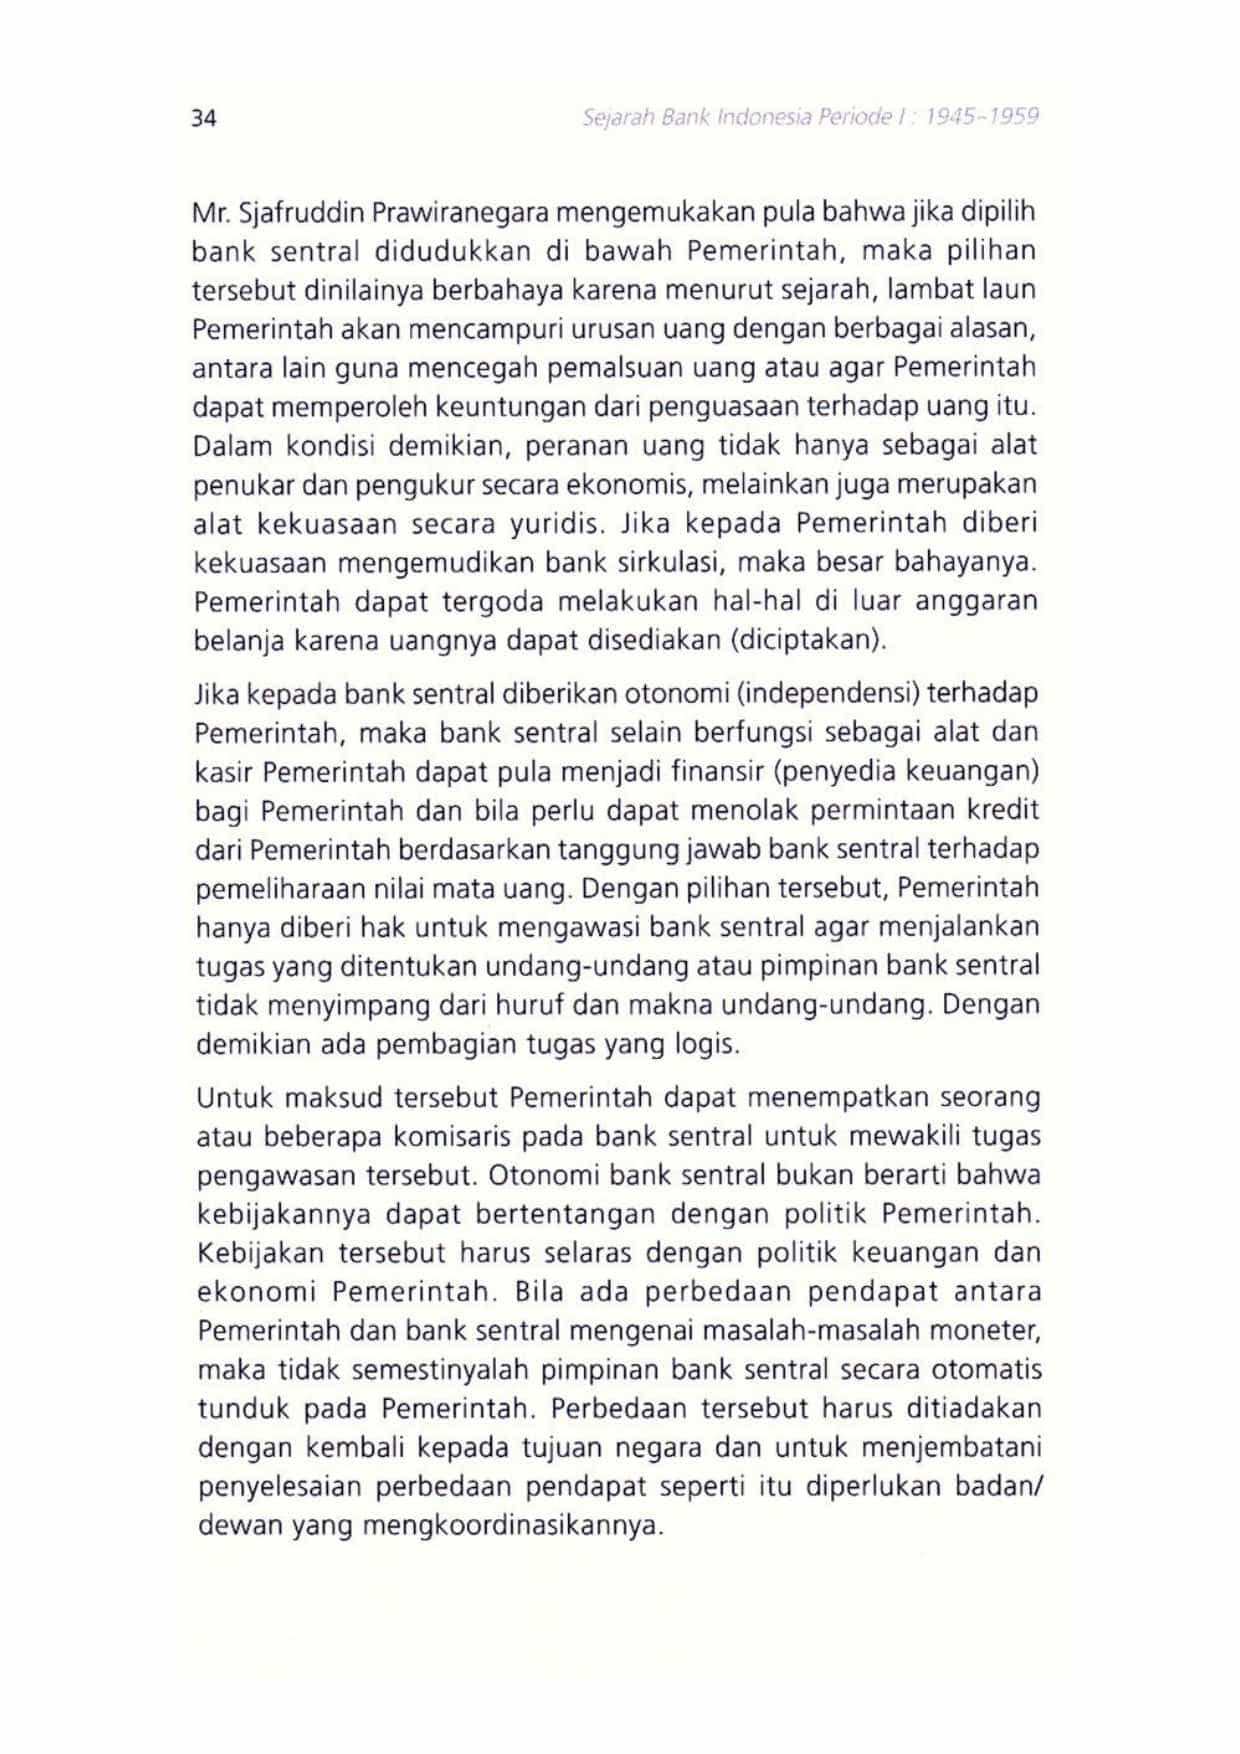 34
Sejarah Bank Indonesia Periode I : 1945–1959
Mr. Sjafruddin Prawiranegara mengemukakan pula bahwa jika dipilih
bank sentral didudukkan di bawah Pemerintah, maka pilihan
tersebut dinilainya berbahaya karena menurut sejarah, lambat laun
Pemerintah akan mencampuri urusan uang dengan berbagai alasan,
antara lain guna mencegah pemalsuan uang atau agar Pemerintah
dapat memperoleh keuntungan dari penguasaan terhadap uang itu.
Dalam kondisi demikian, peranan uang tidak hanya sebagai alat
penukar dan pengukur secara ekonomis, melainkan juga merupakan
alat kekuasaan secara yuridis. Jika kepada Pemerintah diberi
kekuasaan mengemudikan bank sirkulasi, maka besar bahayanya.
Pemerintah dapat tergoda melakukan hal-hal di luar anggaran
belanja karena uangnya dapat disediakan (diciptakan).
Jika kepada bank sentral diberikan otonomi (independensi) terhadap
Pemerintah, maka bank sentral selain berfungsi sebagai alat dan
kasir Pemerintah dapat pula menjadi finansir (penyedia keuangan)
bagi Pemerintah dan bila perlu dapat menolak permintaan kredit
dari Pemerintah berdasarkan tanggung jawab bank sentral terhadap
pemeliharaan nilai mata uang. Dengan pilihan tersebut, Pemerintah
hanya diberi hak untuk mengawasi bank sentral agar menjalankan
tugas yang ditentukan undang-undang atau pimpinan bank sentral
tidak menyimpang dari huruf dan makna undang-undang. Dengan
demikian ada pembagian tugas yang logis.
Untuk maksud tersebut Pemerintah dapat menempatkan seorang
atau beberapa komisaris pada bank sentral untuk mewakili tugas
pengawasan tersebut. Otonomi bank sentral bukan berarti bahwa
kebijakannya dapat bertentangan dengan politik Pemerintah.
Kebijakan tersebut harus selaras dengan politik keuangan dan
ekonomi Pemerintah. Bila ada perbedaan pendapat antara
Pemerintah dan bank sentral mengenai masalah-masalah moneter,
maka tidak semestinyalah pimpinan bank sentral secara otomatis
tunduk pada Pemerintah. Perbedaan tersebut harus ditiadakan
dengan kembali kepada tujuan negara dan untuk menjembatani
penyelesaian perbedaan pendapat seperti itu diperlukan badan/
dewan yang mengkoordinasikannya.